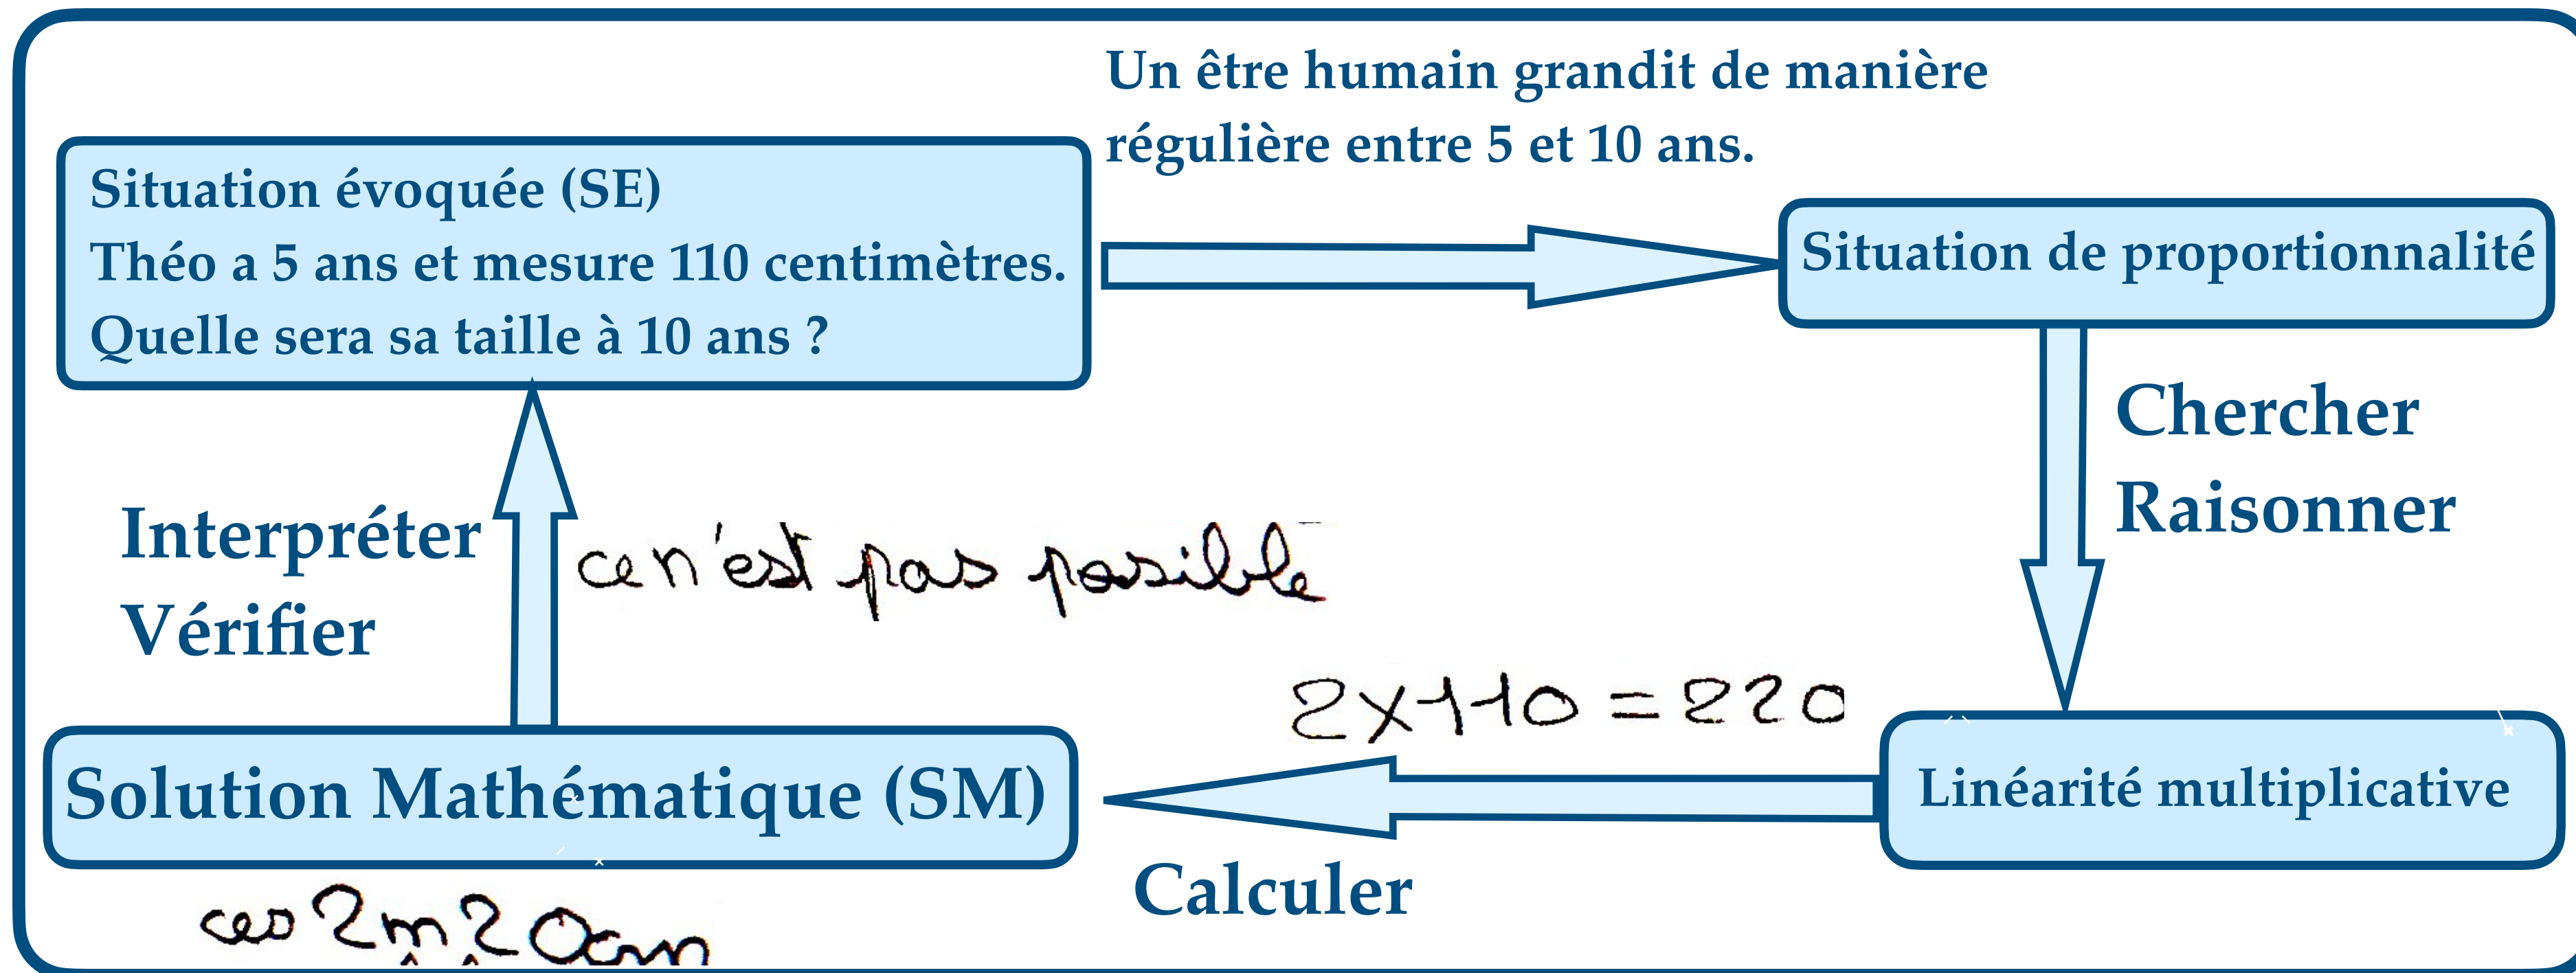 Un être humain grandit de manière
régulière entre 5 et 10 ans.
Situation évoquée (SE)
Théo a 5 ans et mesure 110 centimètres.
Quelle sera sa taille à 10 ans ?
Situation de proportionnalité
Chercher
Raisonner
Interpréter
Vérifier
ce n'est pas posible
2x110 = 220
Linéarité multiplicative
Solution Mathématique (SM)
Calculer
ces 2m20cm